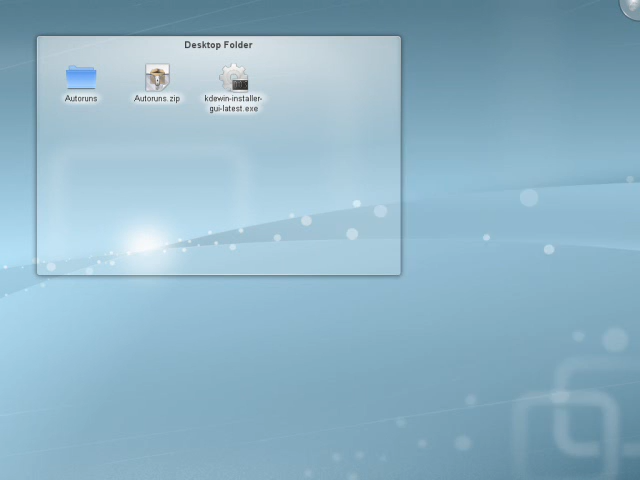 Desktop Folder
Autoruns
Autoruns.zip
kdewin-installer-
gui-latest.exe